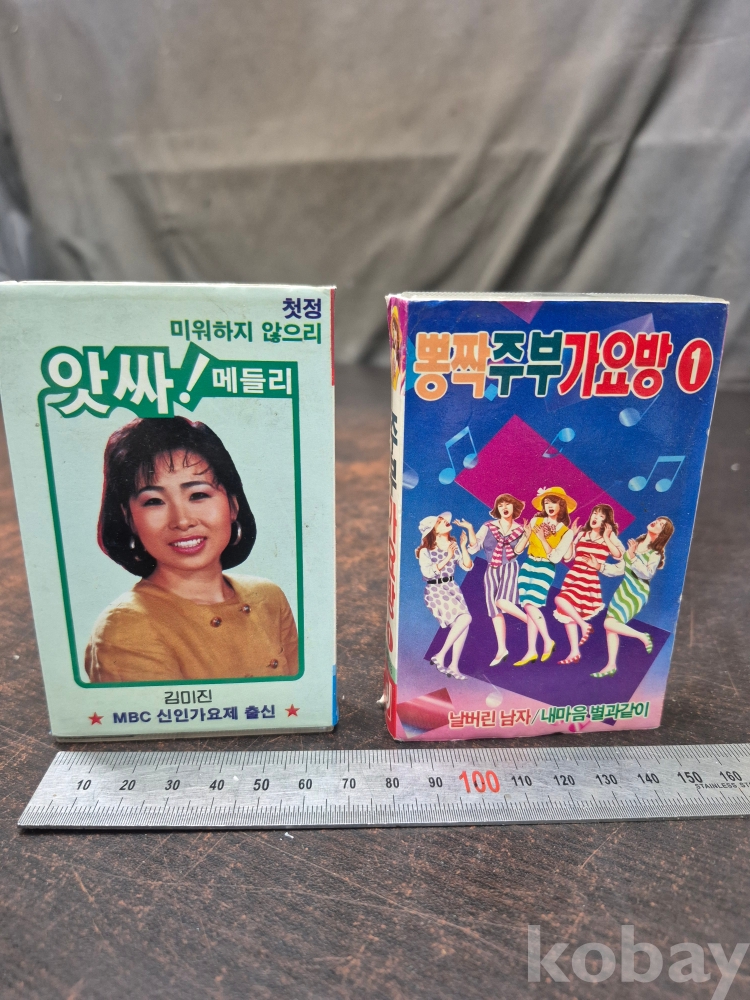 첫정
미워하지 않으리
앗싸! 메들리
김미진
★ MBC 신인가요제 출신 ★
뽕짝주부가요방 1
날버린 남자/내마음 별과같이
10 20 30 40 50 60 70 80 90 100 110 120 130 140 150 160
STAINLESS
kobay